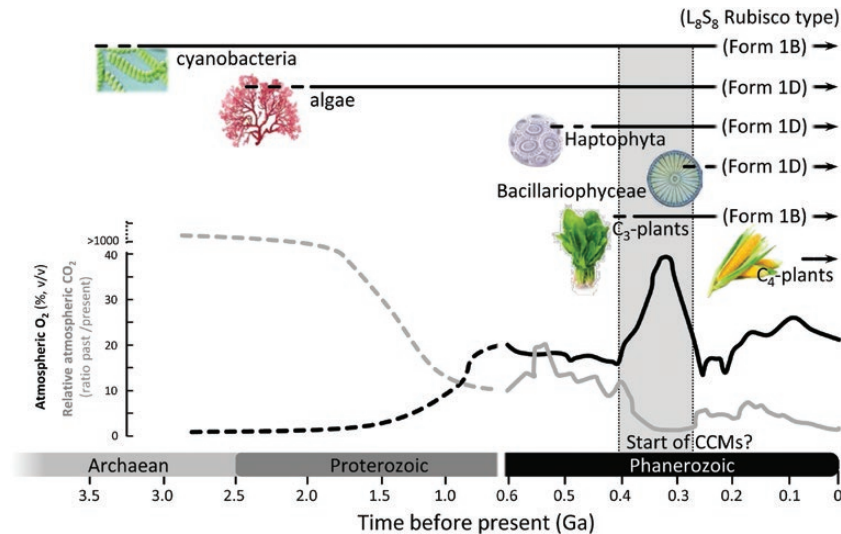 (L₈S₈ Rubisco type)
cyanobacteria
(Form 1B)
algae
(Form 1D)
Haptophyta
(Form 1D)
(Form 1D)
Bacillariophyceae
C₃-plants
(Form 1B)
C₄-plants
Atmospheric O₂ (%, v/v)
Relative atmospheric CO₂
(ratio past /present)
>1000
40
30
20
10
0
Start of CCMs?
Archaean
Proterozoic
Phanerozoic
3.5
3.0
2.5
2.0
1.5
1.0
0.6
0.5
0.4
0.3
0.2
0.1
0
Time before present (Ga)